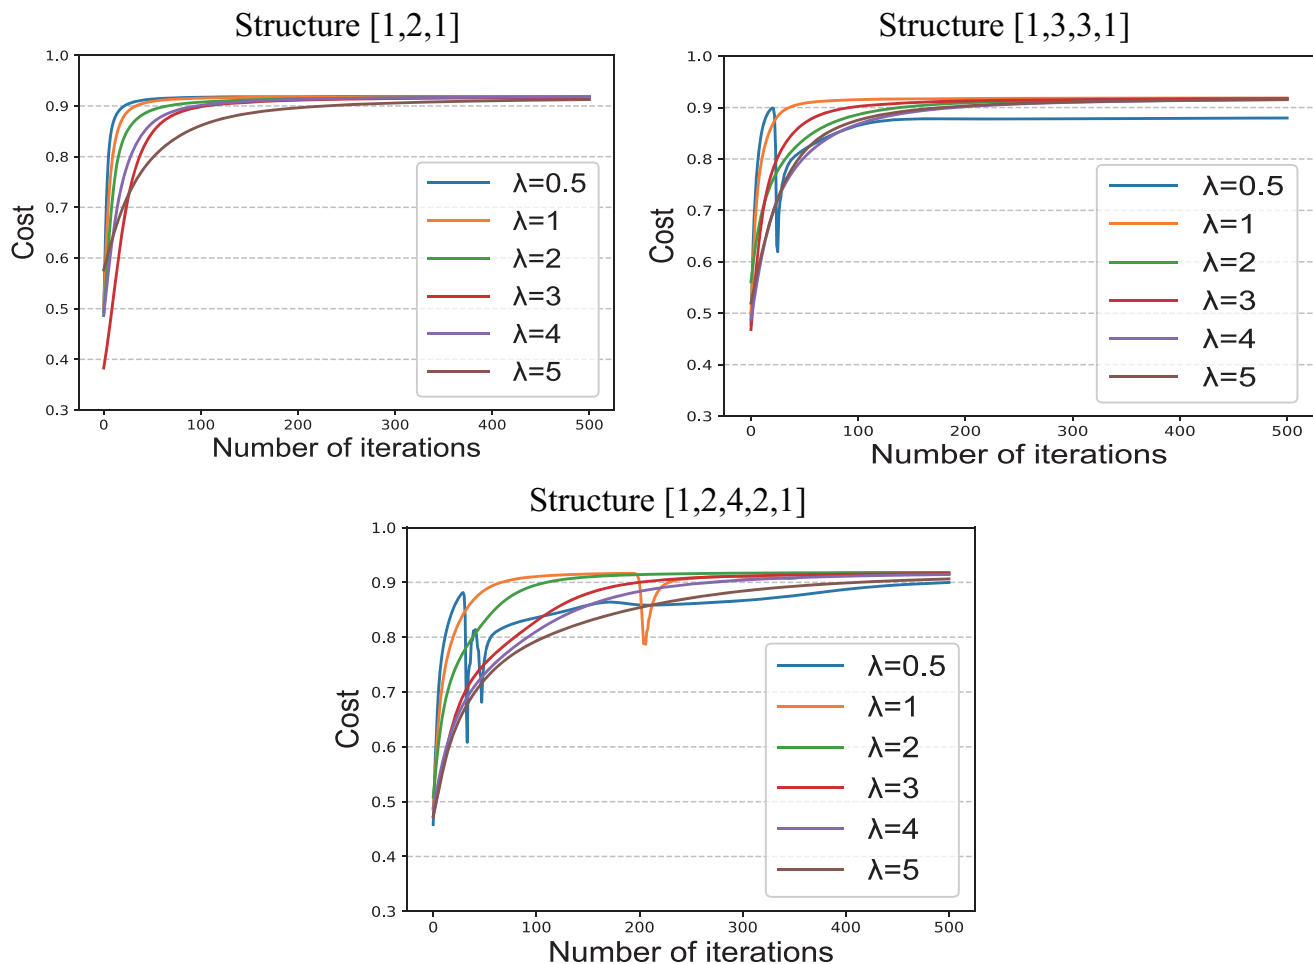 Structure [1,2,1]
1.0
0.9
0.8
0.7
0.6
0.5
0.4
0.3
Cost
λ=0.5
λ=1
λ=2
λ=3
λ=4
λ=5
0 100 200 300 400 500
Number of iterations
Structure [1,3,3,1]
1.0
0.9
0.8
0.7
0.6
0.5
0.4
0.3
Cost
λ=0.5
λ=1
λ=2
λ=3
λ=4
λ=5
0 100 200 300 400 500
Number of iterations
Structure [1,2,4,2,1]
1.0
0.9
0.8
0.7
0.6
0.5
0.4
0.3
Cost
λ=0.5
λ=1
λ=2
λ=3
λ=4
λ=5
0 100 200 300 400 500
Number of iterations